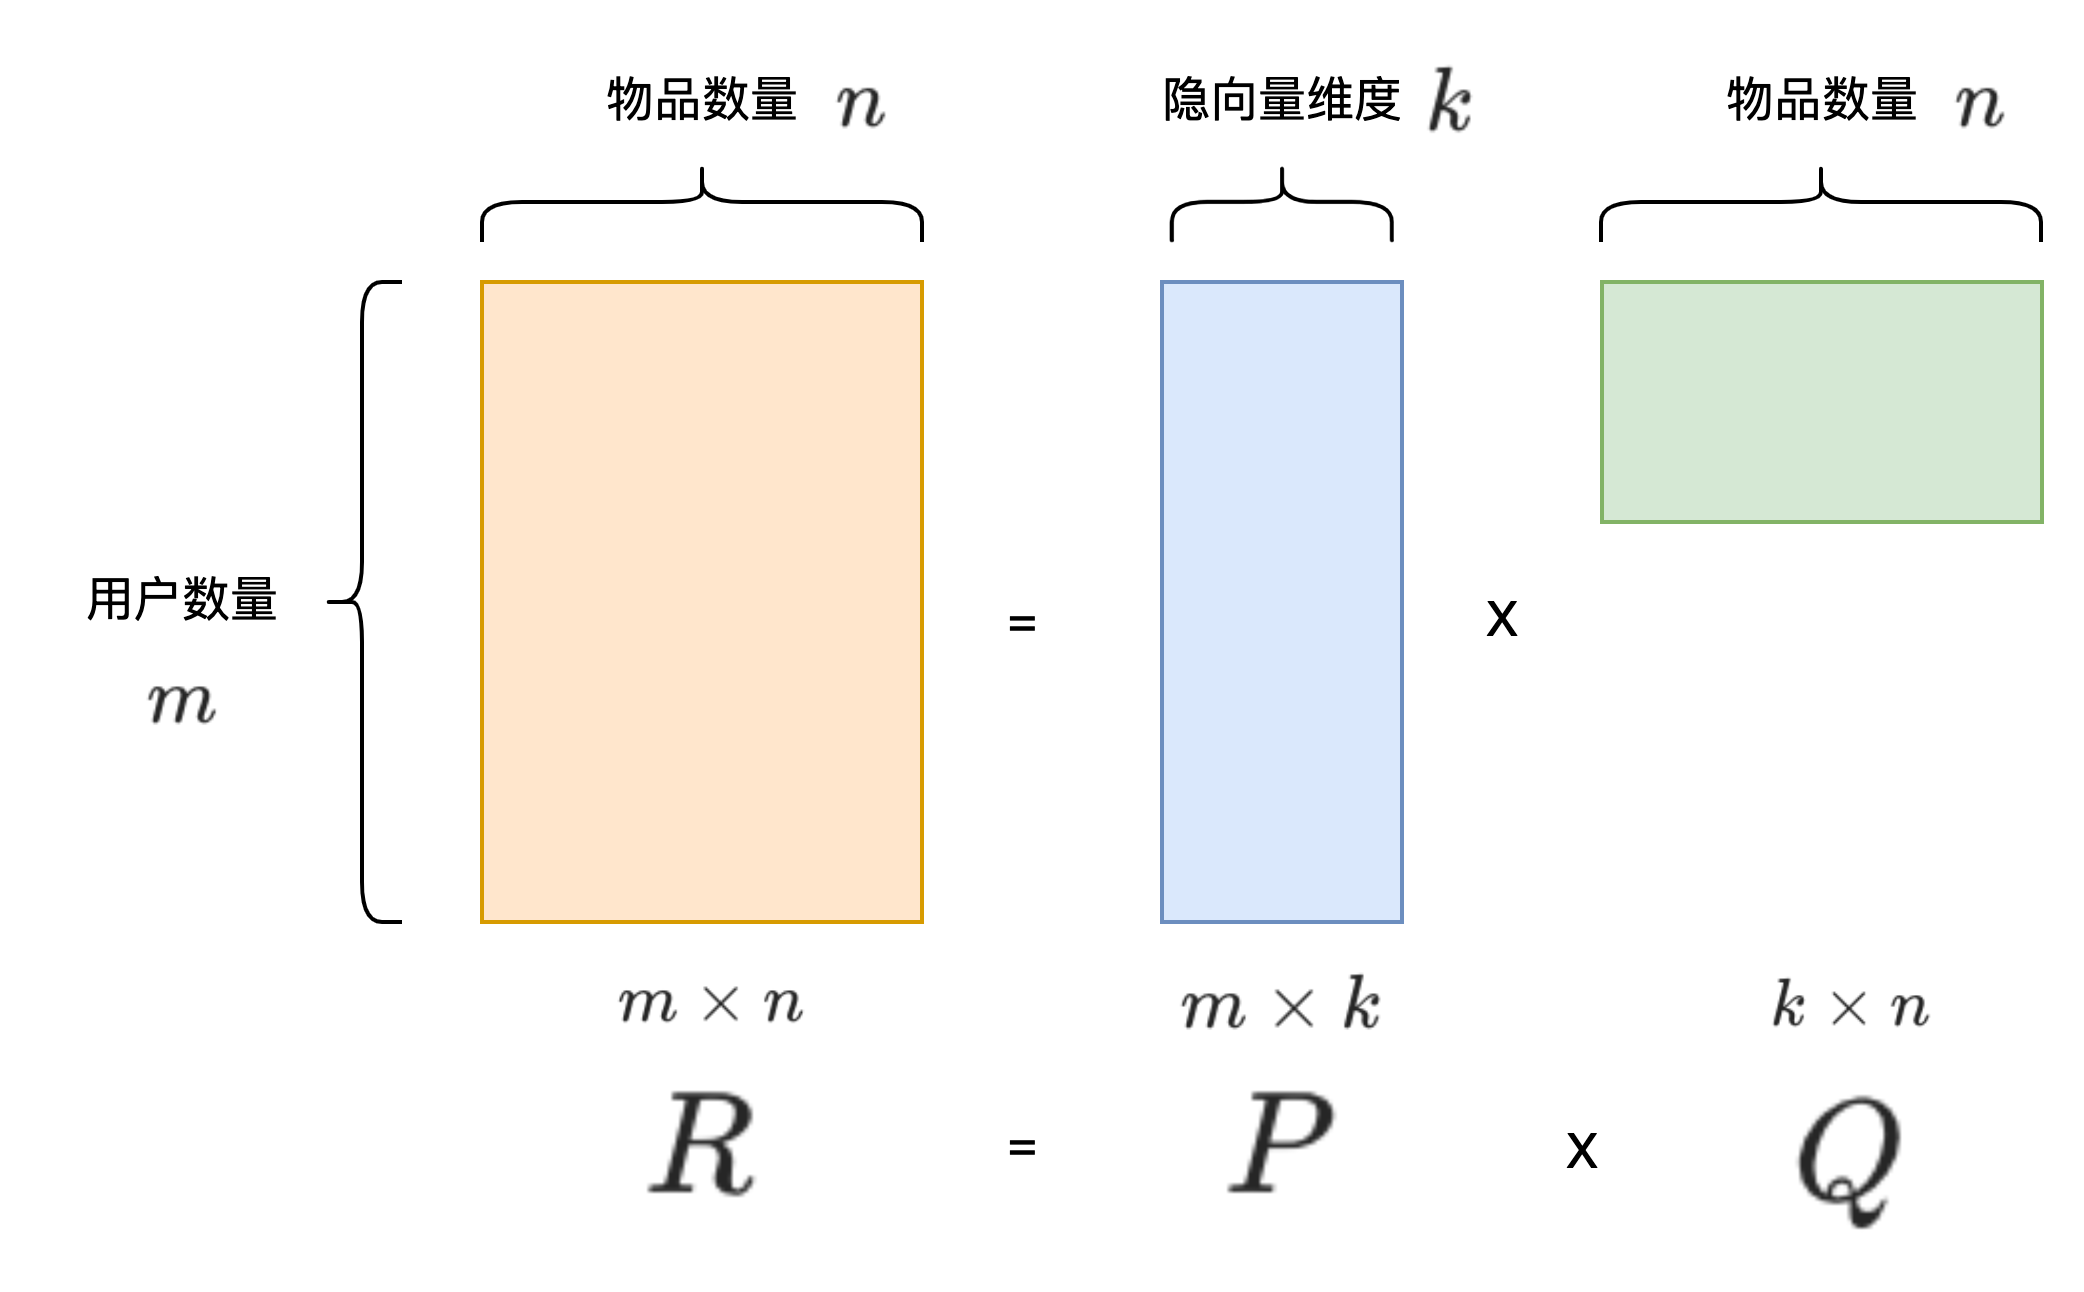 物品数量 n 隐向量维度 k 物品数量 n
用户数量
m
= x
m × n m × k k × n
R = P x Q